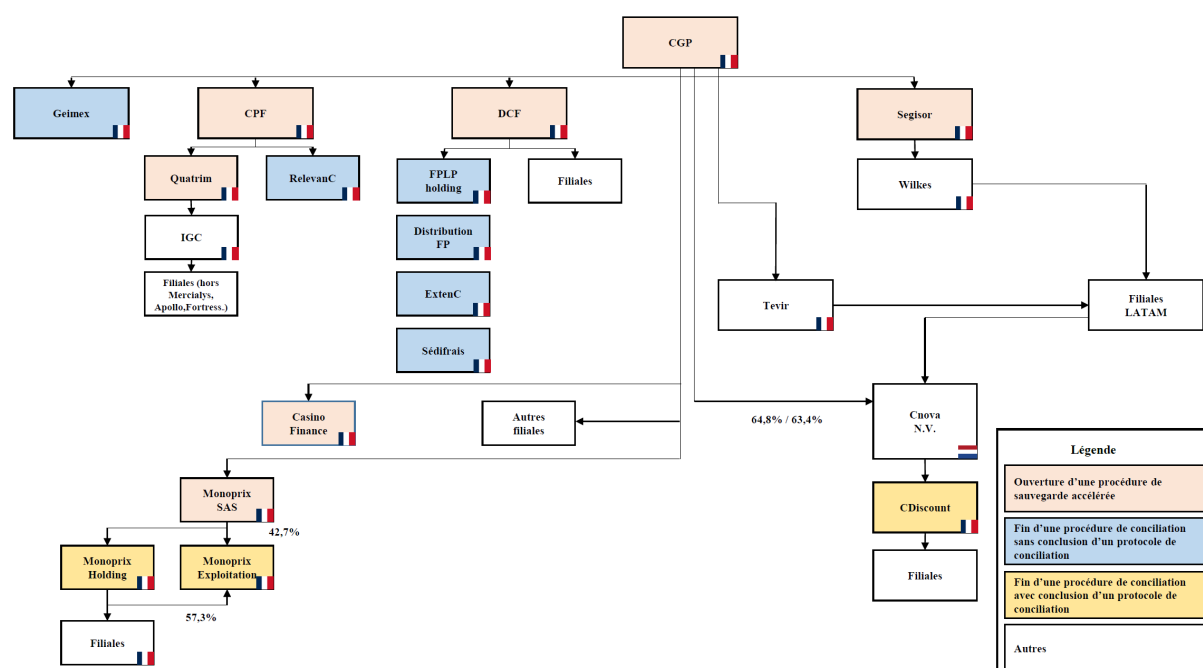 CGP
Geimex
CPF
DCF
Segisor
Quatrim
RelevanC
FPLP
holding
Filiales
Wilkes
IGC
Distribution
FP
Filiales (hors
Mercialys,
Apollo,Fortress.)
ExtenC
Tevir
Filiales
LATAM
Sédifrais
Casino
Finance
Autres
filiales
64,8% / 63,4%
Cnova
N.V.
Légende
Monoprix
SAS
42,7%
CDiscount
Ouverture d'une procédure de
sauvegarde accélérée
Monoprix
Holding
Monoprix
Exploitation
Filiales
Fin d'une procédure de conciliation
sans conclusion d'un protocole de
conciliation
57,3%
Fin d'une procédure de conciliation
avec conclusion d'un protocole de
conciliation
Filiales
Autres